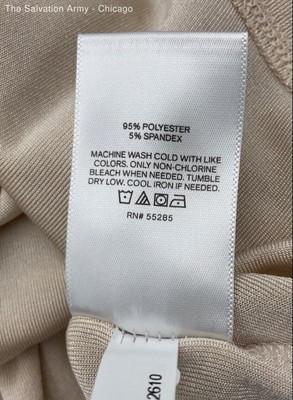 The Salvation Army - Chicago
95% POLYESTER
5% SPANDEX
MACHINE WASH COLD WITH LIKE
COLORS. ONLY NON-CHLORINE
BLEACH WHEN NEEDED. TUMBLE
DRY LOW. COOL IRON IF NEEDED.
RN# 55285
2610